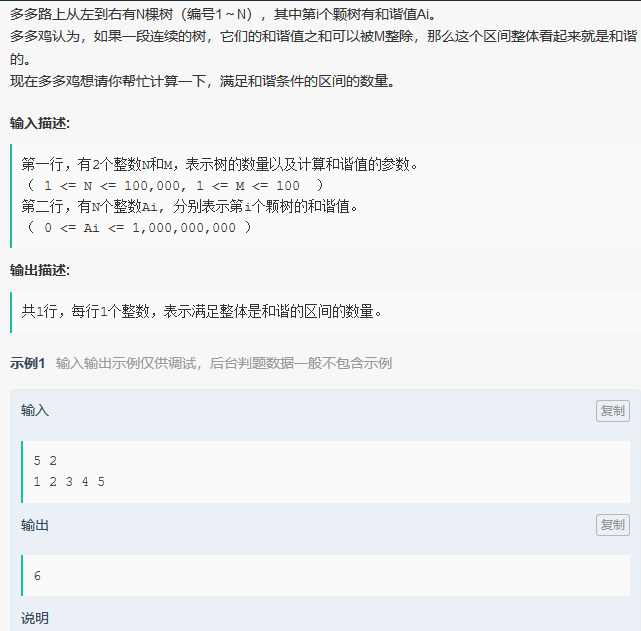 多多路上从左到右有N棵树（编号1～N），其中第i个颗树有和谐值Ai。
多多鸡认为，如果一段连续的树，它们的和谐值之和可以被M整除，那么这个区间整体看起来就是和谐
的。
现在多多鸡想请你帮忙计算一下，满足和谐条件的区间的数量。
输入描述:
第一行，有2个整数N和M，表示树的数量以及计算和谐值的参数。
（ 1 <= N <= 100,000, 1 <= M <= 100 ）
第二行，有N个整数Ai, 分别表示第i个颗树的和谐值。
（ 0 <= Ai <= 1,000,000,000 ）
输出描述:
共1行，每行1个整数，表示满足整体是和谐的区间的数量。
示例1 输入输出示例仅供调试，后台判题数据一般不包含示例
输入 复制
5 2
1 2 3 4 5
输出 复制
6
说明